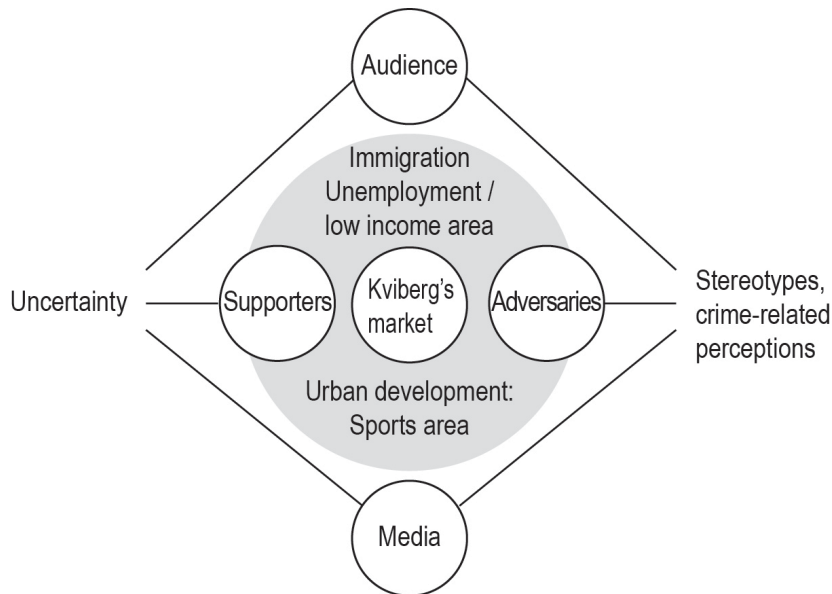 Audience
Immigration
Unemployment /
low income area
Uncertainty
Supporters
Kviberg's
market
Adversaries
Stereotypes,
crime-related
perceptions
Urban development:
Sports area
Media